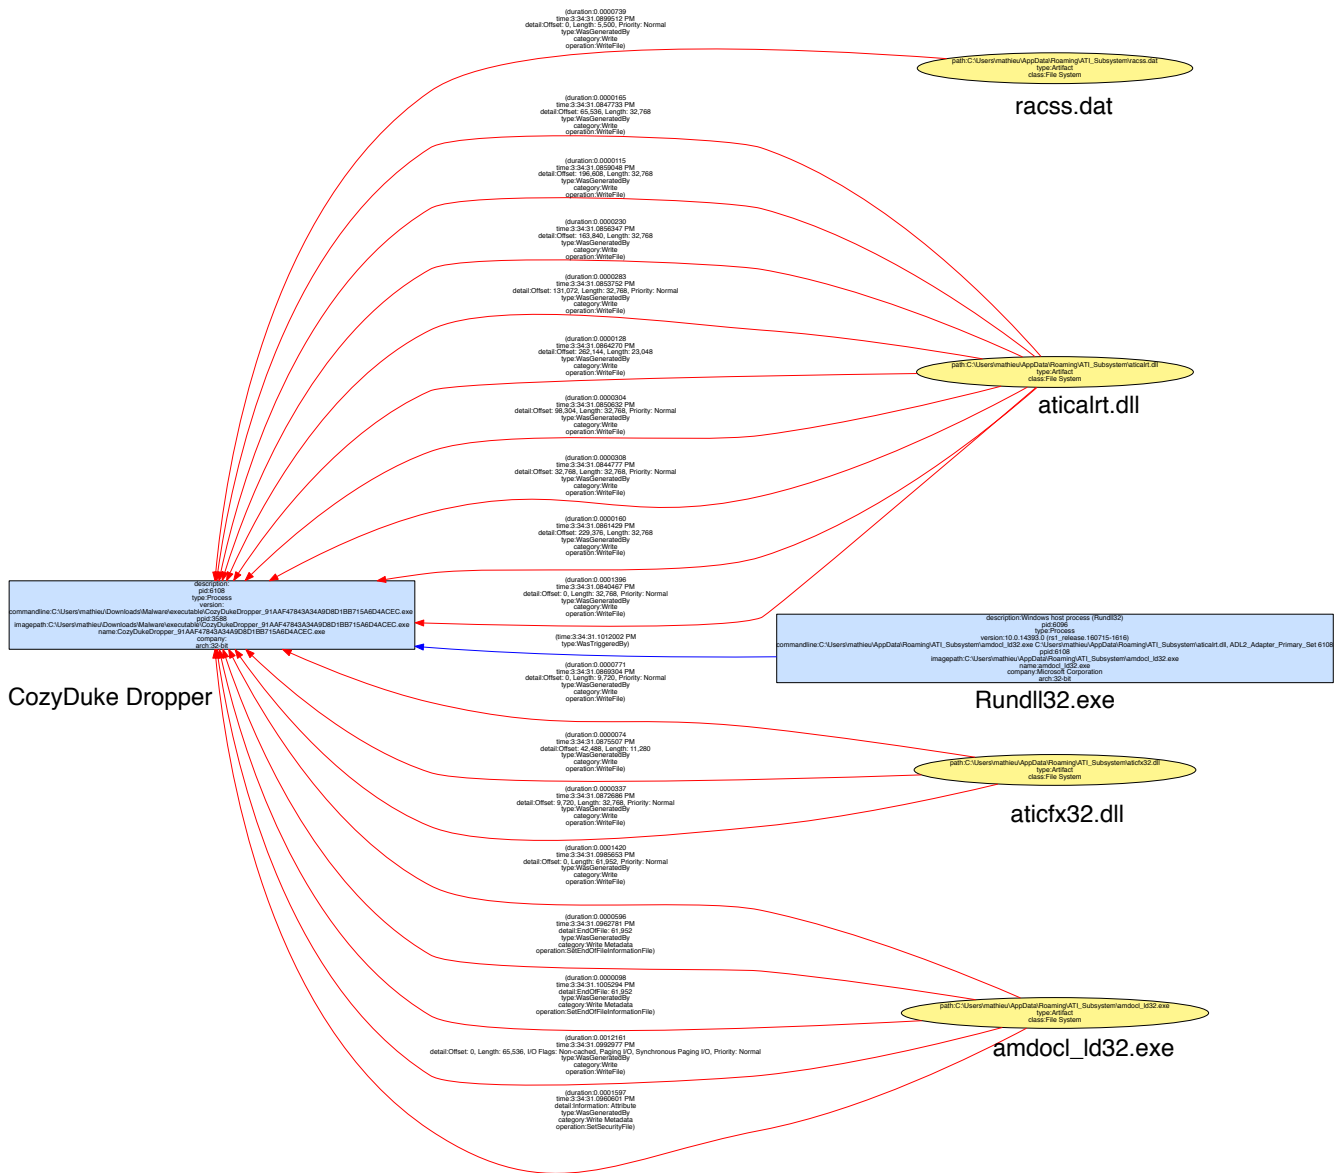 (duration:0.0000739
time:3:34:31.0899512 PM
detail:Offset: 0, Length: 5,500, Priority: Normal
type:WasGeneratedBy
category:Write
operation:WriteFile)
path:C:\Users\mathieu\AppData\Roaming\ATI_Subsystem\racss.dat
type:Artifact
class:File System
racss.dat
(duration:0.0000165
time:3:34:31.0847733 PM
detail:Offset: 65,536, Length: 32,768
type:WasGeneratedBy
category:Write
operation:WriteFile)
(duration:0.0000115
time:3:34:31.0859048 PM
detail:Offset: 196,608, Length: 32,768
type:WasGeneratedBy
category:Write
operation:WriteFile)
(duration:0.0000230
time:3:34:31.0856347 PM
detail:Offset: 163,840, Length: 32,768
type:WasGeneratedBy
category:Write
operation:WriteFile)
(duration:0.0000283
time:3:34:31.0853752 PM
detail:Offset: 131,072, Length: 32,768, Priority: Normal
type:WasGeneratedBy
category:Write
operation:WriteFile)
(duration:0.0000128
time:3:34:31.0864270 PM
detail:Offset: 262,144, Length: 23,048
type:WasGeneratedBy
category:Write
operation:WriteFile)
path:C:\Users\mathieu\AppData\Roaming\ATI_Subsystem\aticalrt.dll
type:Artifact
class:File System
aticalrt.dll
(duration:0.0000304
time:3:34:31.0850632 PM
detail:Offset: 98,304, Length: 32,768, Priority: Normal
type:WasGeneratedBy
category:Write
operation:WriteFile)
(duration:0.0000308
time:3:34:31.0844777 PM
detail:Offset: 32,768, Length: 32,768, Priority: Normal
type:WasGeneratedBy
category:Write
operation:WriteFile)
(duration:0.0000160
time:3:34:31.0861429 PM
detail:Offset: 229,376, Length: 32,768
type:WasGeneratedBy
category:Write
operation:WriteFile)
(duration:0.0001396
time:3:34:31.0840467 PM
detail:Offset: 0, Length: 32,768, Priority: Normal
type:WasGeneratedBy
category:Write
operation:WriteFile)
description:
pid:6108
type:Process
version:
commandline:C:\Users\mathieu\Downloads\Malware\executable\CozyDukeDropper_91AAF47843A34A9D8D1BB715A6D4ACEC.exe
ppid:3588
imagepath:C:\Users\mathieu\Downloads\Malware\executable\CozyDukeDropper_91AAF47843A34A9D8D1BB715A6D4ACEC.exe
name:CozyDukeDropper_91AAF47843A34A9D8D1BB715A6D4ACEC.exe
company:
arch:32-bit
CozyDuke Dropper
(time:3:34:31.1012002 PM
type:WasTriggeredBy)
description:Windows host process (Rundll32)
pid:6096
type:Process
version:10.0.14393.0 (rs1_release.160715-1616)
commandline:C:\Users\mathieu\AppData\Roaming\ATI_Subsystem\amdocl_ld32.exe C:\Users\mathieu\AppData\Roaming\ATI_Subsystem\aticalrt.dll, ADL2_Adapter_Primary_Set 6108
ppid:6108
imagepath:C:\Users\mathieu\AppData\Roaming\ATI_Subsystem\amdocl_ld32.exe
name:amdocl_ld32.exe
company:Microsoft Corporation
arch:32-bit
Rundll32.exe
(duration:0.0000771
time:3:34:31.0869304 PM
detail:Offset: 0, Length: 9,720, Priority: Normal
type:WasGeneratedBy
category:Write
operation:WriteFile)
(duration:0.0000074
time:3:34:31.0875507 PM
detail:Offset: 42,488, Length: 11,280
type:WasGeneratedBy
category:Write
operation:WriteFile)
path:C:\Users\mathieu\AppData\Roaming\ATI_Subsystem\aticfx32.dll
type:Artifact
class:File System
aticfx32.dll
(duration:0.0000337
time:3:34:31.0872686 PM
detail:Offset: 9,720, Length: 32,768, Priority: Normal
type:WasGeneratedBy
category:Write
operation:WriteFile)
(duration:0.0001420
time:3:34:31.0985653 PM
detail:Offset: 0, Length: 61,952, Priority: Normal
type:WasGeneratedBy
category:Write
operation:WriteFile)
(duration:0.0000596
time:3:34:31.0962781 PM
detail:EndOfFile: 61,952
type:WasGeneratedBy
category:Write Metadata
operation:SetEndOfFileInformationFile)
(duration:0.0000098
time:3:34:31.1005294 PM
detail:EndOfFile: 61,952
type:WasGeneratedBy
category:Write Metadata
operation:SetEndOfFileInformationFile)
path:C:\Users\mathieu\AppData\Roaming\ATI_Subsystem\amdocl_ld32.exe
type:Artifact
class:File System
amdocl_ld32.exe
(duration:0.0012161
time:3:34:31.0992977 PM
detail:Offset: 0, Length: 65,536, I/O Flags: Non-cached, Paging I/O, Synchronous Paging I/O, Priority: Normal
type:WasGeneratedBy
category:Write
operation:WriteFile)
(duration:0.0001597
time:3:34:31.0960601 PM
detail:Information: Attribute
type:WasGeneratedBy
category:Write Metadata
operation:SetSecurityFile)